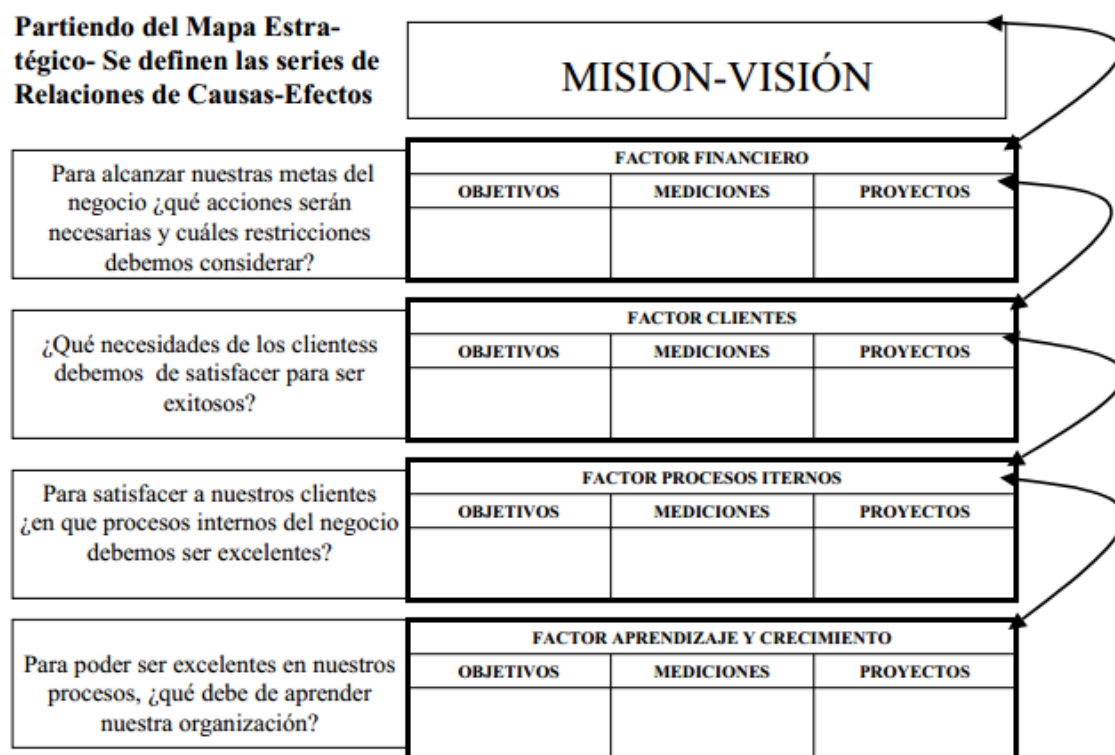 Partiendo del Mapa Estra-
tégico- Se definen las series de
Relaciones de Causas-Efectos
MISION-VISIÓN
Para alcanzar nuestras metas del
negocio ¿qué acciones serán
necesarias y cuáles restricciones
debemos considerar?
FACTOR FINANCIERO
OBJETIVOS MEDICIONES PROYECTOS
¿Qué necesidades de los clientess
debemos de satisfacer para ser
exitosos?
FACTOR CLIENTES
OBJETIVOS MEDICIONES PROYECTOS
Para satisfacer a nuestros clientes
¿en que procesos internos del negocio
debemos ser excelentes?
FACTOR PROCESOS ITERNOS
OBJETIVOS MEDICIONES PROYECTOS
Para poder ser excelentes en nuestros
procesos, ¿qué debe de aprender
nuestra organización?
FACTOR APRENDIZAJE Y CRECIMIENTO
OBJETIVOS MEDICIONES PROYECTOS